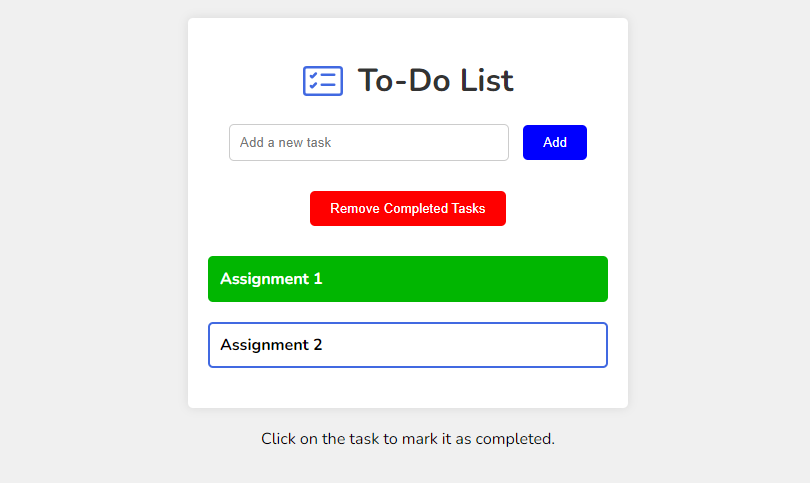 To-Do List
Add a new task
Add
Remove Completed Tasks
Assignment 1
Assignment 2
Click on the task to mark it as completed.